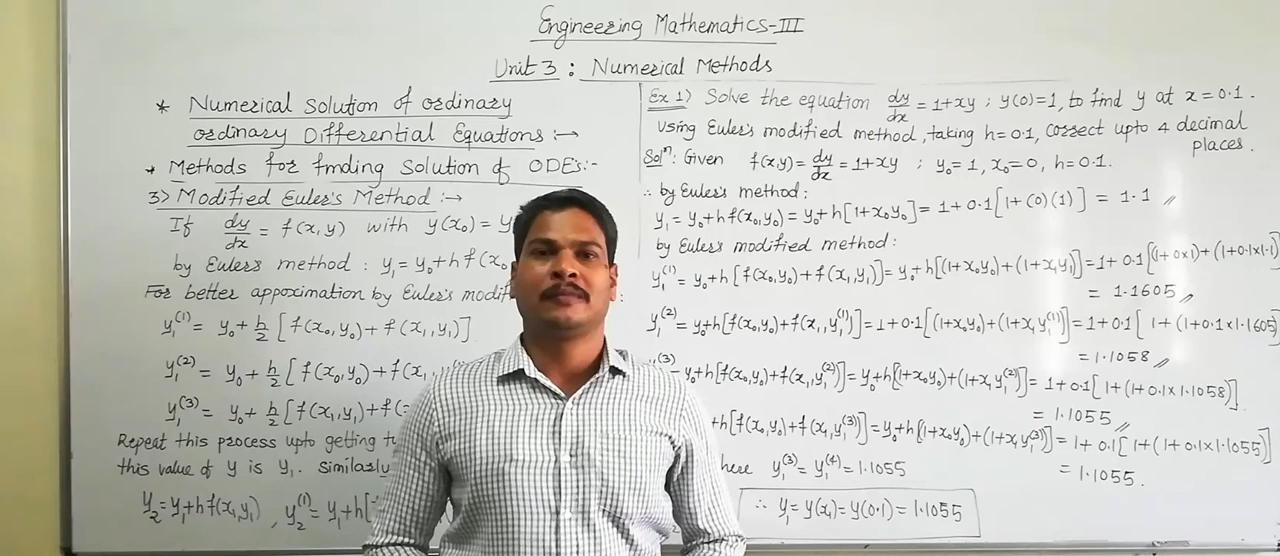 Engineering Mathematics-III
Unit 3 : Numerical Methods
* Numerical Solution of ordinary
ordinary Differential Equations :→
* Methods for finding Solution of ODEs:-
3> Modified Euler's Method :→
If dy/dx = f(x,y) with y(x₀) = y
by Euler's method : y₁ = y₀+hf(x₀
For better appoximation by Euler's modif
y₁⁽¹⁾ = y₀ + h/2 [f(x₀,y₀) + f(x₁,y₁)]
y₁⁽²⁾ = y₀ + h/2 [f(x₀,y₀) + f(x₁,
y₁⁽³⁾ = y₀ + h/2 [f(x₁,y₁)+f(
Repeat this process upto getting
this value of y is y₁. Similarly
y₂ = y₁+hf(x₁,y₁) , y₂⁽¹⁾ = y₁+h[
Ex 1) Solve the equation dy/dx = 1+xy ; y(0)=1, to find y at x = 0.1.
Using Euler's modified method, taking h=0.1, correct upto 4 decimal
places.
Solⁿ: Given f(x,y) = dy/dx = 1+xy ; y₀=1, x₀=0, h=0.1.
∴ by Euler's method:
y₁ = y₀+hf(x₀,y₀) = y₀+h[1+x₀y₀] = 1+0.1[1+(0)(1)] = 1.1 //
by Euler's modified method:
y₁⁽¹⁾ = y₀+h[f(x₀,y₀)+f(x₁,y₁)] = y₀+h[(1+x₀y₀)+(1+x₁y₁)] = 1+0.1[(1+0×1)+(1+0.1×1.1)
= 1.1605 //
y₁⁽²⁾ = y₀+h[f(x₀,y₀)+f(x₁,y₁⁽¹⁾)] = 1+0.1[(1+x₀y₀)+(1+x₁y₁⁽¹⁾)] = 1+0.1[1+(1+0.1×1.1605)
= 1.1058 //
⁽³⁾ = y₀+h[f(x₀,y₀)+f(x₁,y₁⁽²⁾)] = y₀+h[(1+x₀y₀)+(1+x₁y₁⁽²⁾)] = 1+0.1[1+(1+0.1×1.1058)]
= 1.1055 //
+h[f(x₀,y₀)+f(x₁,y₁⁽³⁾)] = y₀+h[(1+x₀y₀)+(1+x₁y₁⁽³⁾)] = 1+0.1[1+(1+0.1×1.1055)]
= 1.1055.
here y₁⁽³⁾ = y₁⁽⁴⁾ = 1.1055
∴ y₁ = y(x₁) = y(0.1) = 1.1055